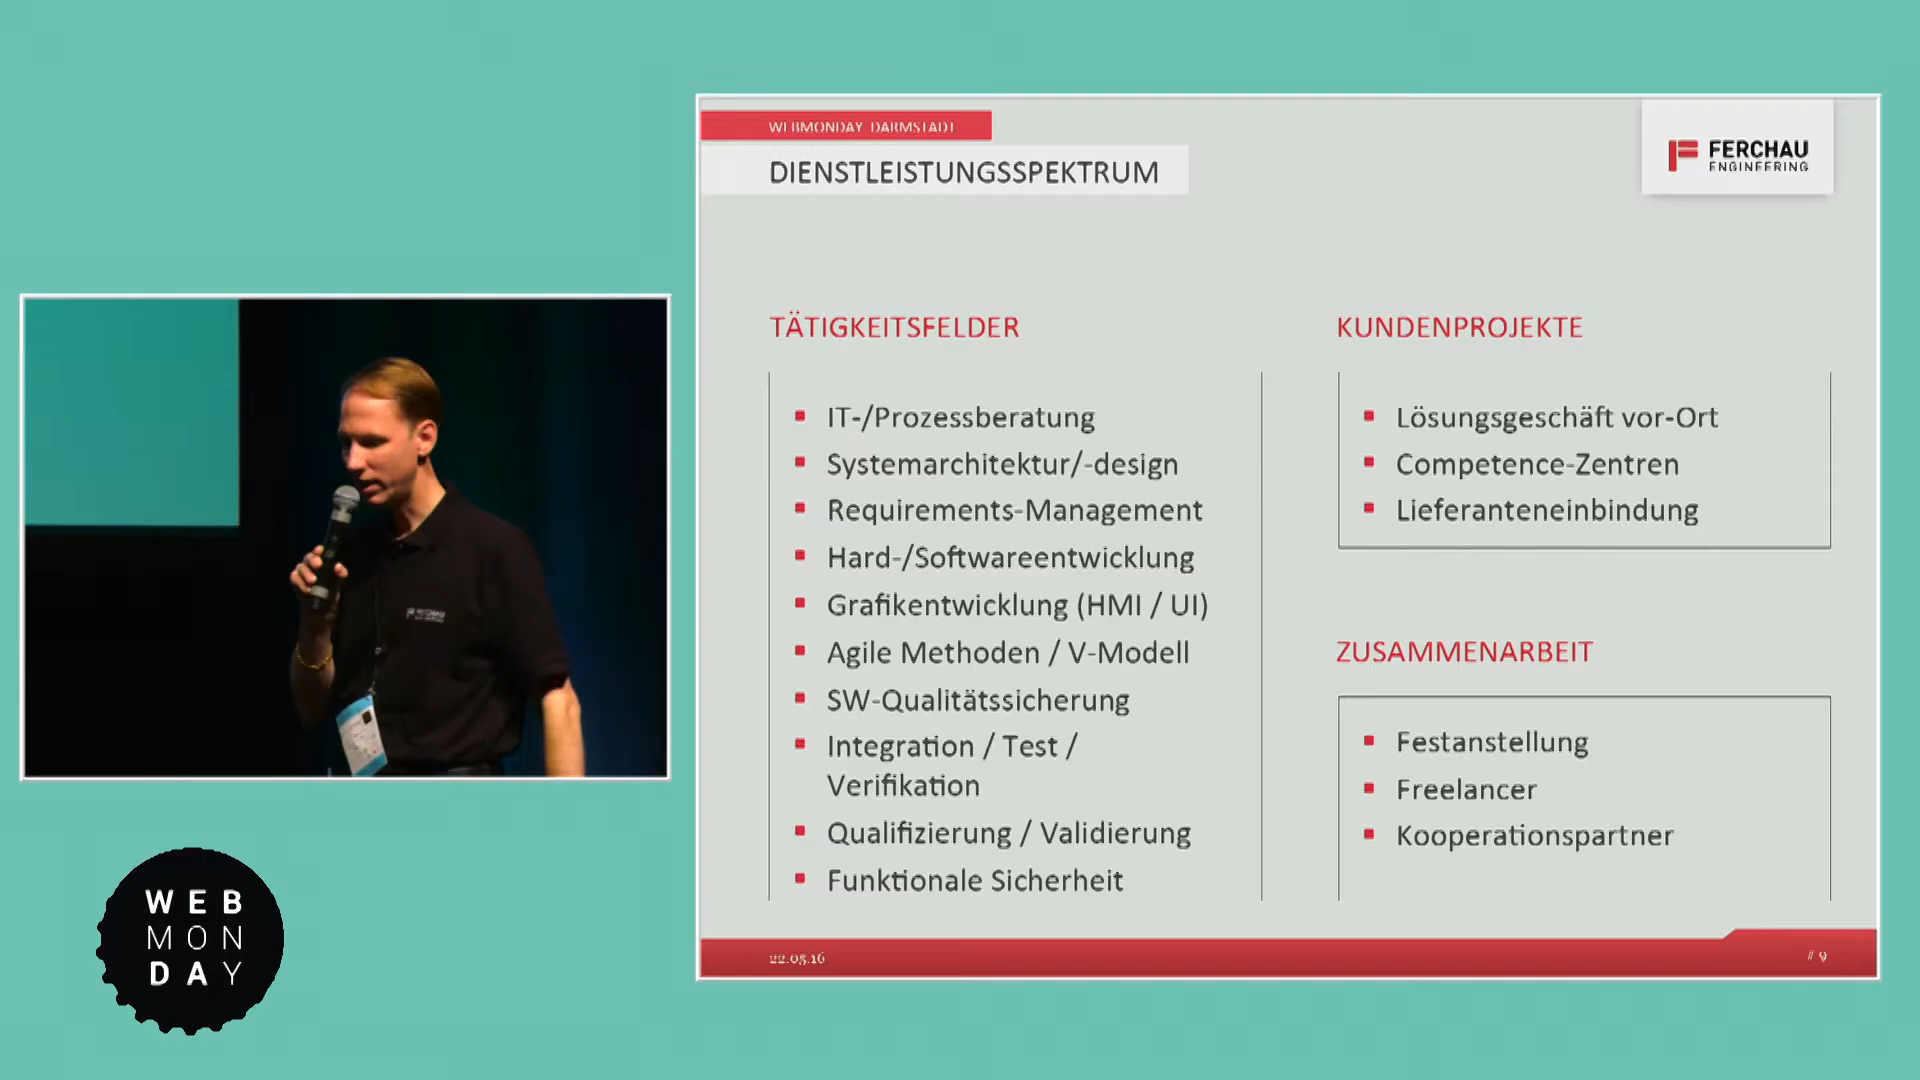 WEBMONDAY DARMSTADT
DIENSTLEISTUNGSSPEKTRUM
FERCHAU
ENGINEERING
TÄTIGKEITSFELDER
IT-/Prozessberatung
Systemarchitektur/-design
Requirements-Management
Hard-/Softwareentwicklung
Grafikentwicklung (HMI / UI)
Agile Methoden / V-Modell
SW-Qualitätssicherung
Integration / Test /
Verifikation
Qualifizierung / Validierung
Funktionale Sicherheit
KUNDENPROJEKTE
Lösungsgeschäft vor-Ort
Competence-Zentren
Lieferanteneinbindung
ZUSAMMENARBEIT
Festanstellung
Freelancer
Kooperationspartner
22.05.16
// 9
WEB
MON
DAY